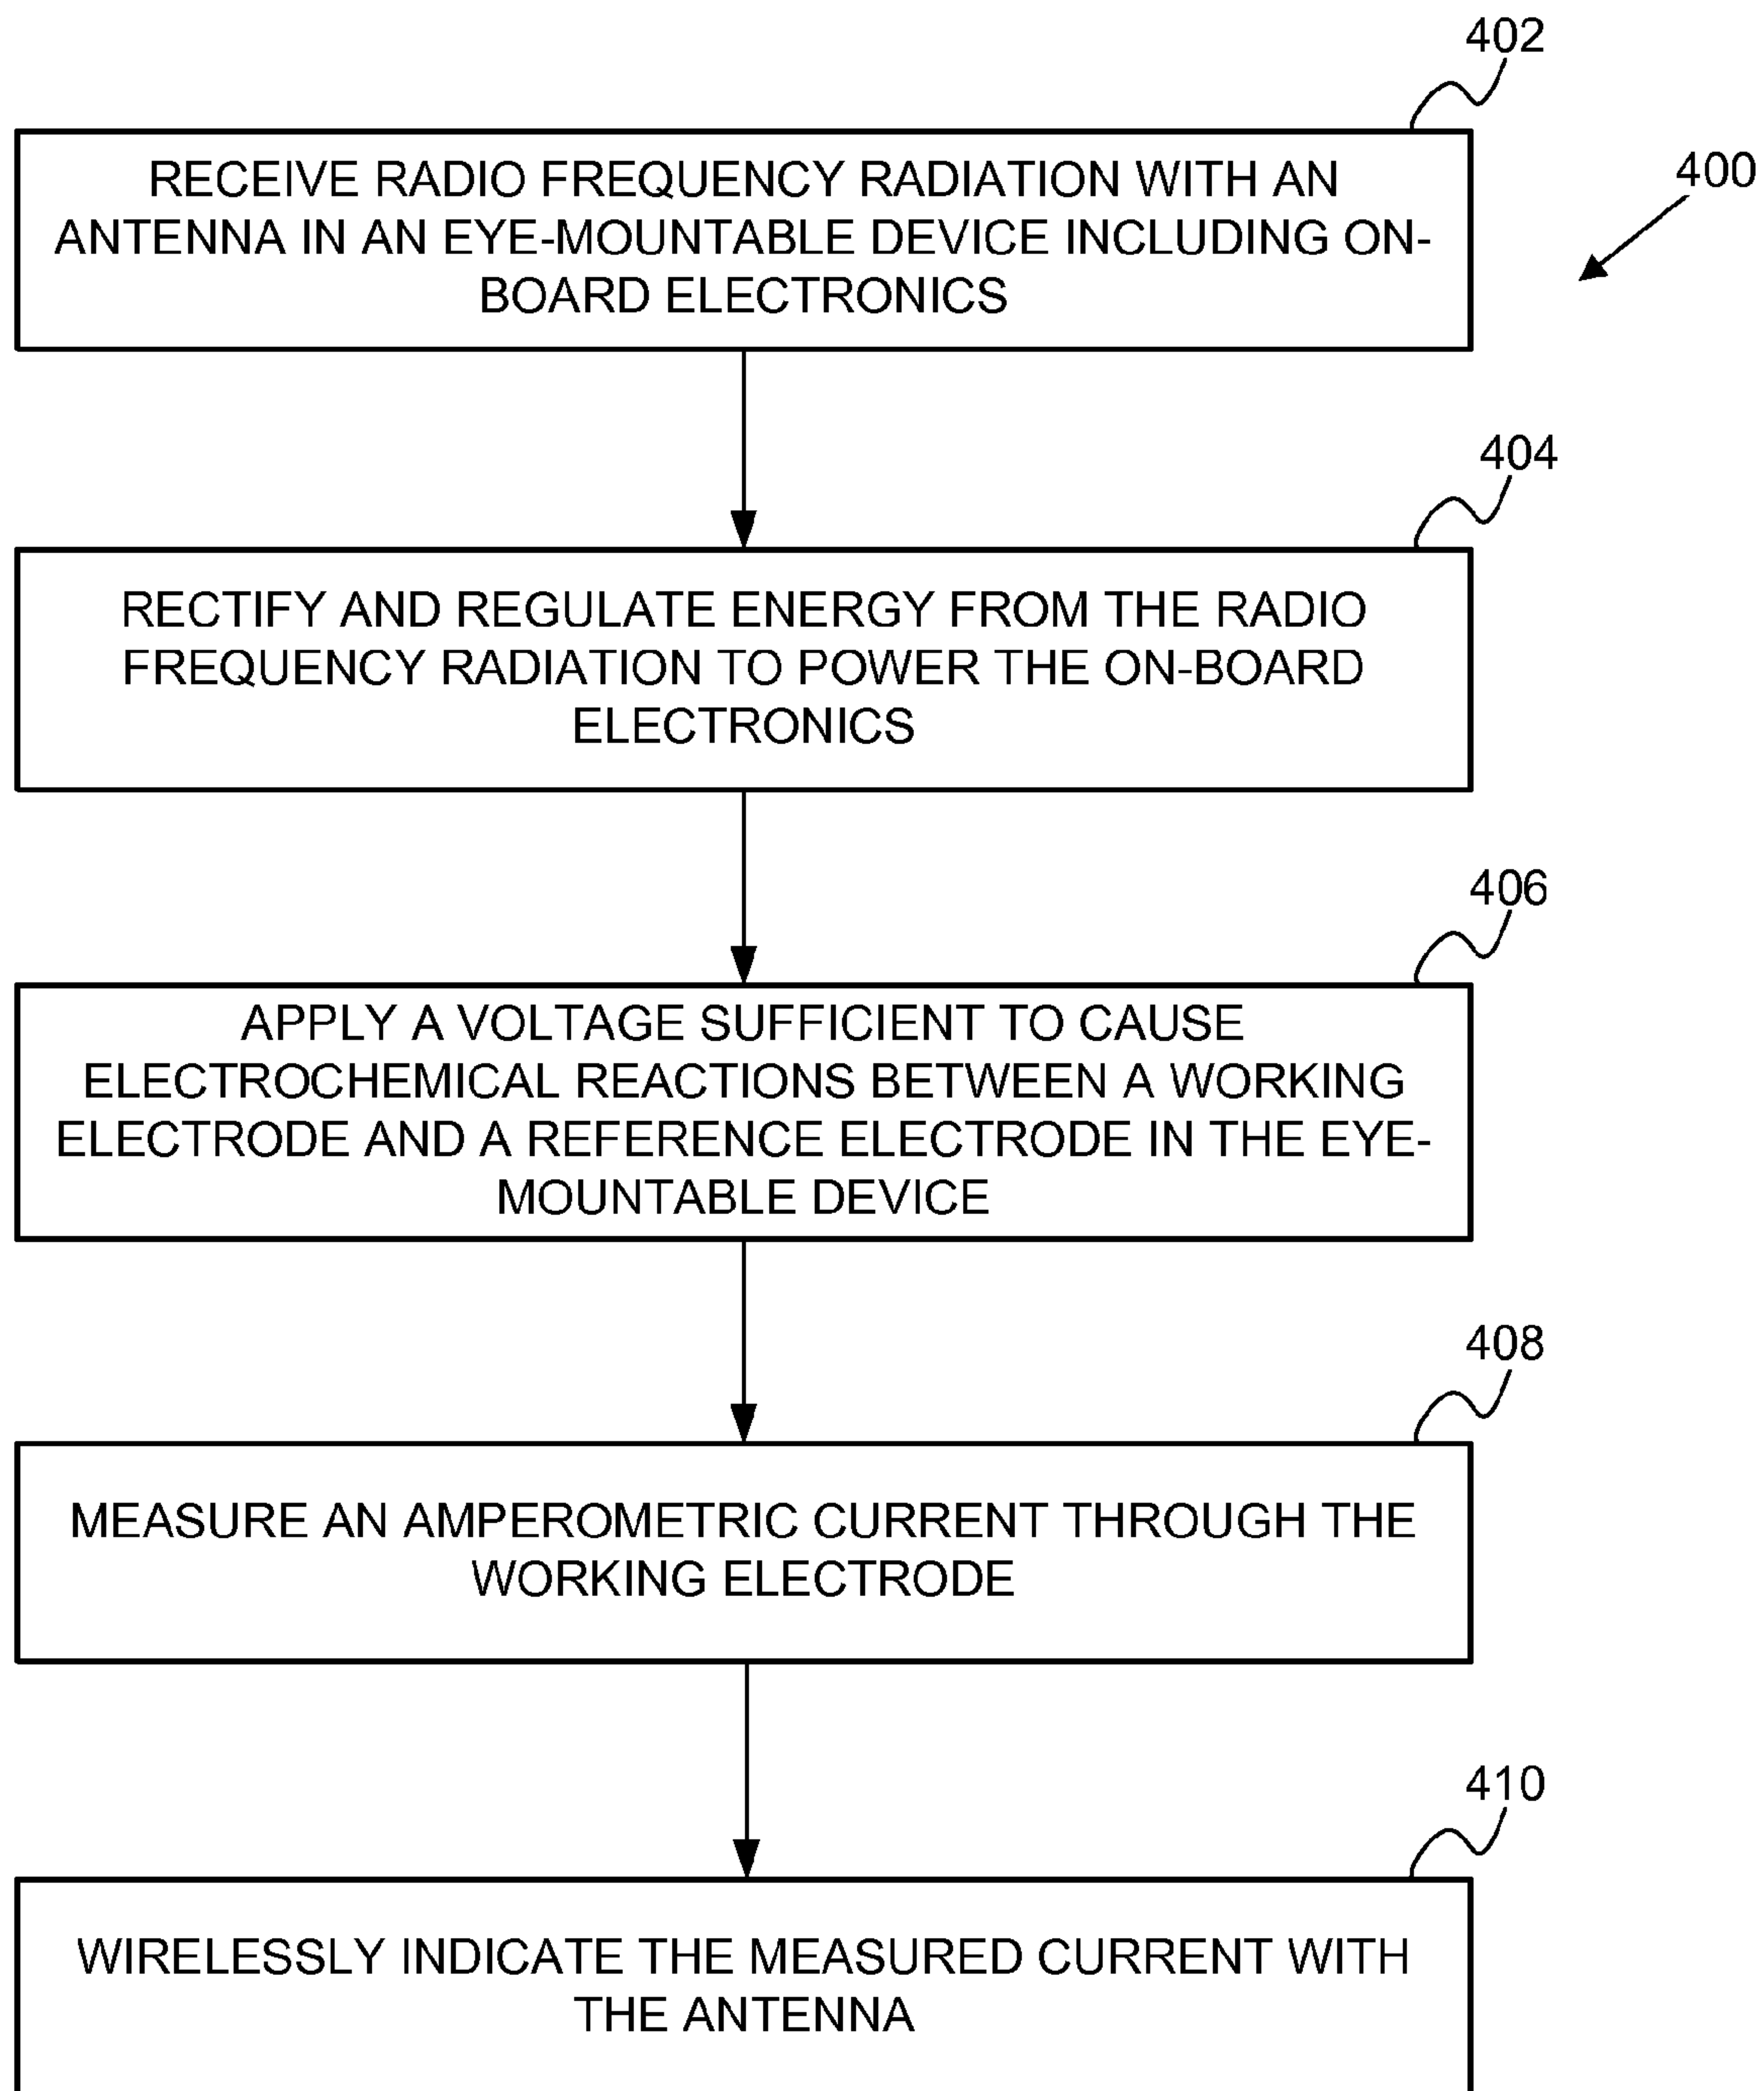 402
400
RECEIVE RADIO FREQUENCY RADIATION WITH AN
ANTENNA IN AN EYE-MOUNTABLE DEVICE INCLUDING ON-
BOARD ELECTRONICS
404
RECTIFY AND REGULATE ENERGY FROM THE RADIO
FREQUENCY RADIATION TO POWER THE ON-BOARD
ELECTRONICS
406
APPLY A VOLTAGE SUFFICIENT TO CAUSE
ELECTROCHEMICAL REACTIONS BETWEEN A WORKING
ELECTRODE AND A REFERENCE ELECTRODE IN THE EYE-
MOUNTABLE DEVICE
408
MEASURE AN AMPEROMETRIC CURRENT THROUGH THE
WORKING ELECTRODE
410
WIRELESSLY INDICATE THE MEASURED CURRENT WITH
THE ANTENNA